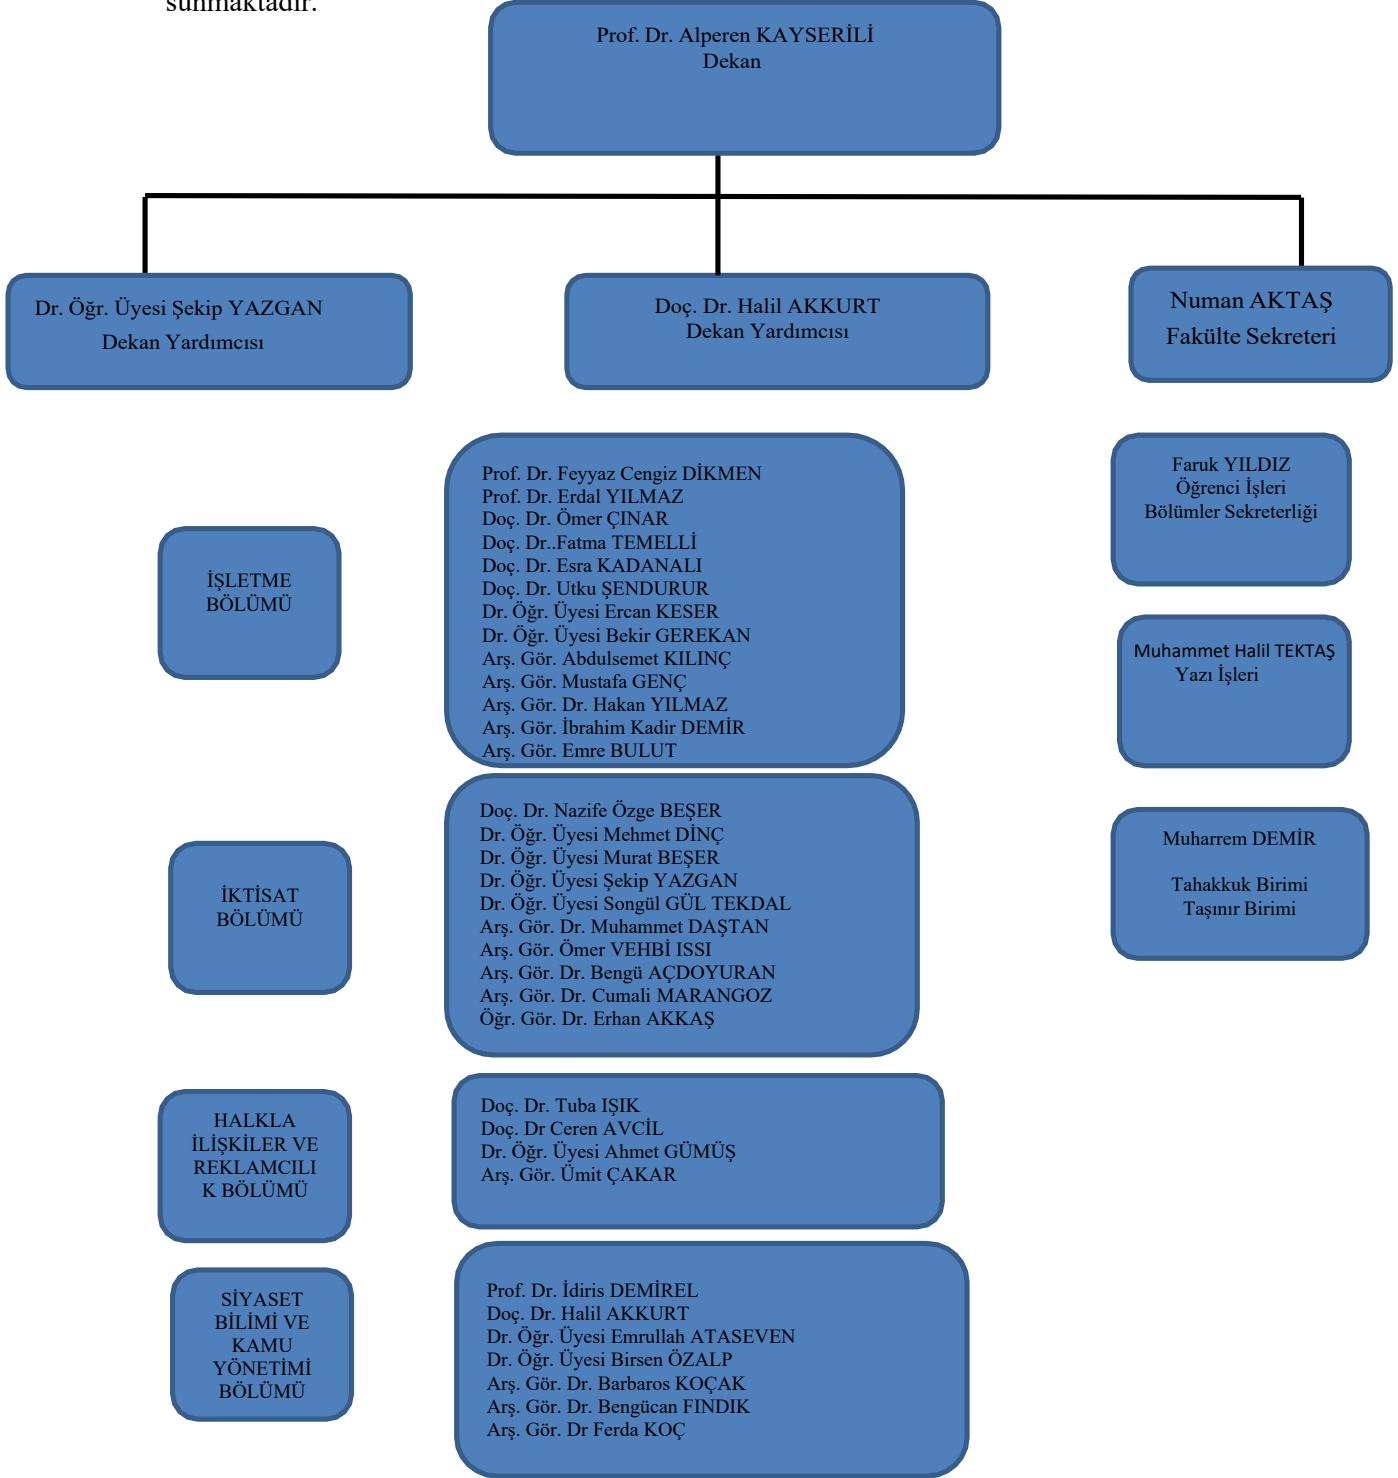 sunmaktadır.
Prof. Dr. Alperen KAYSERİLİ
Dekan
Dr. Öğr. Üyesi Şekip YAZGAN
Dekan Yardımcısı
Doç. Dr. Halil AKKURT
Dekan Yardımcısı
Numan AKTAŞ
Fakülte Sekreteri
İŞLETME
BÖLÜMÜ
Prof. Dr. Feyyaz Cengiz DİKMEN
Prof. Dr. Erdal YILMAZ
Doç. Dr. Ömer ÇINAR
Doç. Dr..Fatma TEMELLİ
Doç. Dr. Esra KADANALI
Doç. Dr. Utku ŞENDURUR
Dr. Öğr. Üyesi Ercan KESER
Dr. Öğr. Üyesi Bekir GEREKAN
Arş. Gör. Abdulsemet KILINÇ
Arş. Gör. Mustafa GENÇ
Arş. Gör. Dr. Hakan YILMAZ
Arş. Gör. İbrahim Kadir DEMİR
Arş. Gör. Emre BULUT
Faruk YILDIZ
Öğrenci İşleri
Bölümler Sekreterliği
Muhammet Halil TEKTAŞ
Yazı İşleri
İKTİSAT
BÖLÜMÜ
Doç. Dr. Nazife Özge BEŞER
Dr. Öğr. Üyesi Mehmet DİNÇ
Dr. Öğr. Üyesi Murat BEŞER
Dr. Öğr. Üyesi Şekip YAZGAN
Dr. Öğr. Üyesi Songül GÜL TEKDAL
Arş. Gör. Dr. Muhammet DAŞTAN
Arş. Gör. Ömer VEHBİ ISSI
Arş. Gör. Dr. Bengü AÇDOYURAN
Arş. Gör. Dr. Cumali MARANGOZ
Öğr. Gör. Dr. Erhan AKKAŞ
Muharrem DEMİR
Tahakkuk Birimi
Taşınır Birimi
HALKLA
İLİŞKİLER VE
REKLAMCILI
K BÖLÜMÜ
Doç. Dr. Tuba IŞIK
Doç. Dr Ceren AVCİL
Dr. Öğr. Üyesi Ahmet GÜMÜŞ
Arş. Gör. Ümit ÇAKAR
SİYASET
BİLİMİ VE
KAMU
YÖNETİMİ
BÖLÜMÜ
Prof. Dr. İdiris DEMİREL
Doç. Dr. Halil AKKURT
Dr. Öğr. Üyesi Emrullah ATASEVEN
Dr. Öğr. Üyesi Birsen ÖZALP
Arş. Gör. Dr. Barbaros KOÇAK
Arş. Gör. Dr. Bengücan FINDIK
Arş. Gör. Dr Ferda KOÇ